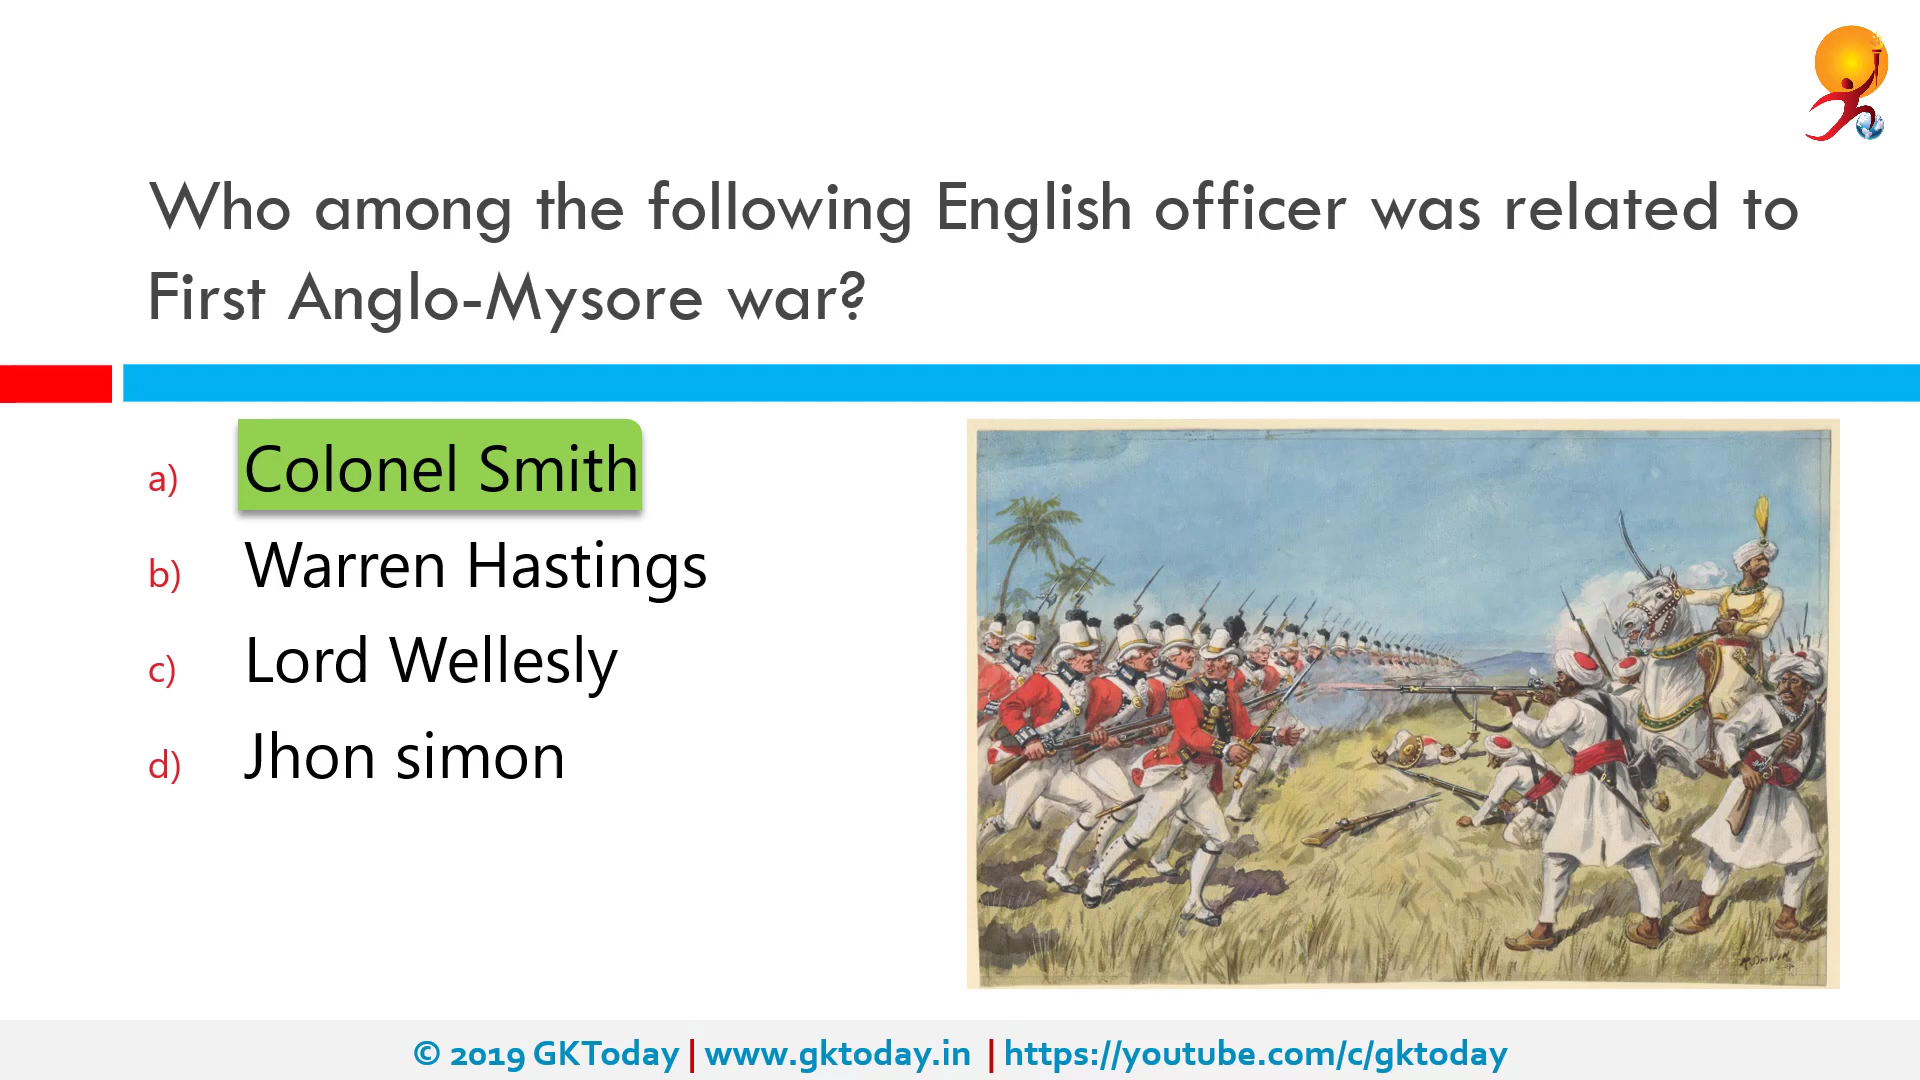 Who among the following English officer was related to
First Anglo-Mysore war?
a) Colonel Smith
b) Warren Hastings
c) Lord Wellesly
d) Jhon simon
© 2019 GKToday | www.gktoday.in | https://youtube.com/c/gktoday